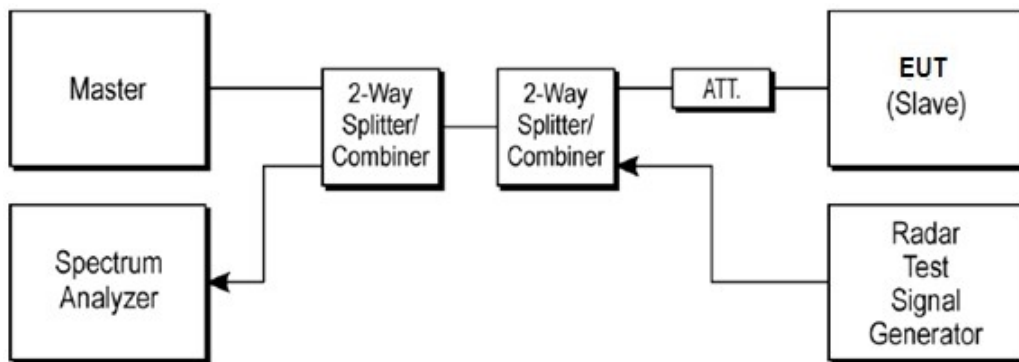 Master
2-Way
Splitter/
Combiner
2-Way
Splitter/
Combiner
ATT.
EUT
(Slave)
Spectrum
Analyzer
Radar
Test
Signal
Generator